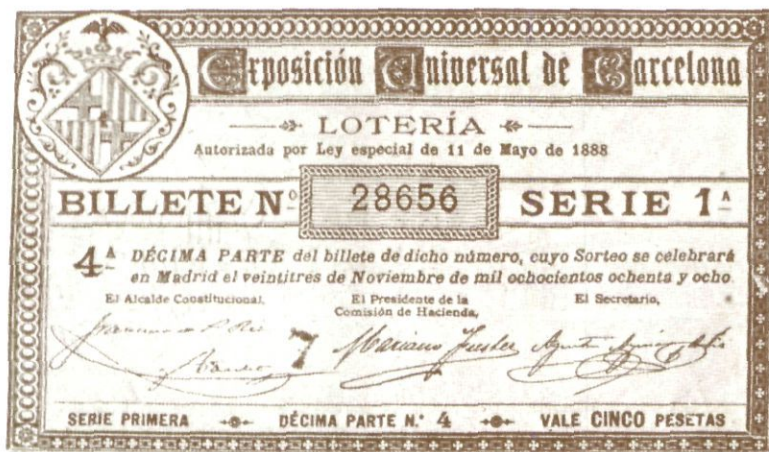 Exposición Universal de Barcelona
LOTERÍA
Autorizada por Ley especial de 11 de Mayo de 1888
BILLETE Nº 28656 SERIE 1ª
4ª DÉCIMA PARTE del billete de dicho número, cuyo Sorteo se celebrará
en Madrid el veintitres de Noviembre de mil ochocientos ochenta y ocho
El Alcalde Constitucional, El Presidente de la El Secretario,
Comisión de Hacienda,
7 Mariano Fuster
SERIE PRIMERA DÉCIMA PARTE N.º 4 VALE CINCO PESETAS